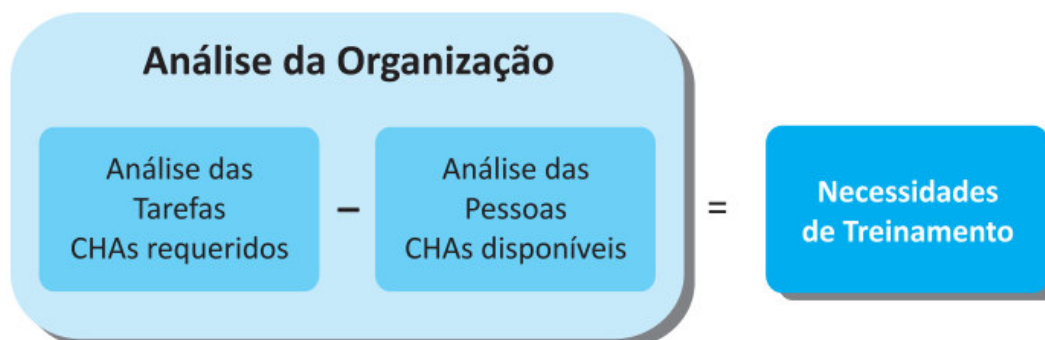 Análise da Organização
Análise das
Tarefas
CHAs requeridos
–
Análise das
Pessoas
CHAs disponíveis
=
Necessidades
de Treinamento